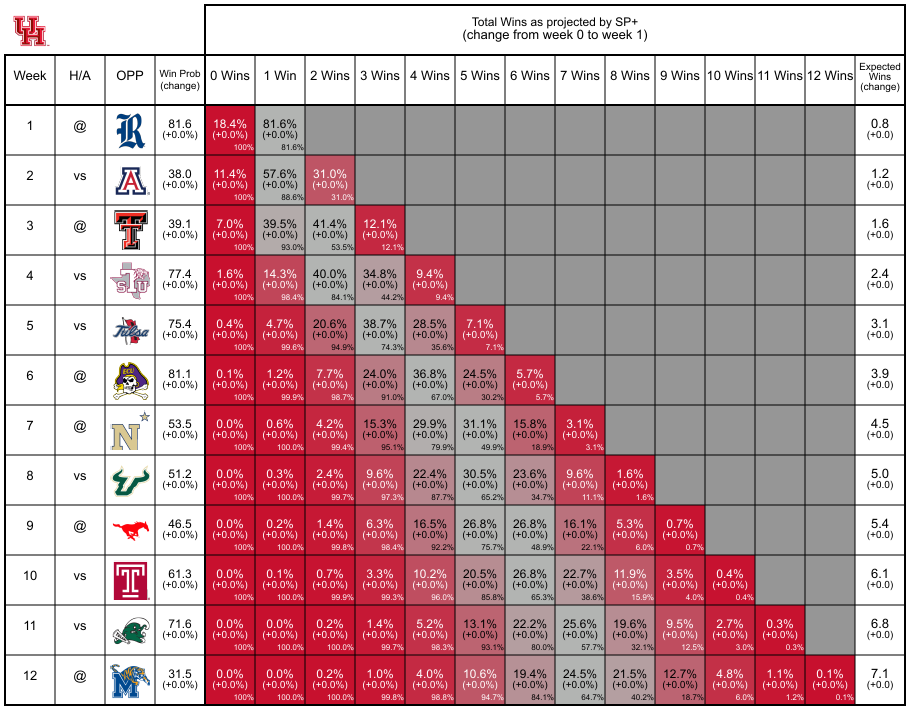 UH
Total Wins as projected by SP+
(change from week 0 to week 1)
Week H/A OPP Win Prob (change) 0 Wins 1 Win 2 Wins 3 Wins 4 Wins 5 Wins 6 Wins 7 Wins 8 Wins 9 Wins 10 Wins 11 Wins 12 Wins Expected Wins (change)
1 @ R 81.6 18.4% 81.6% 0.8
(+0.0%) (+0.0%) (+0.0%) (+0.0)
100% 81.6%
2 vs A 38.0 11.4% 57.6% 31.0% 1.2
(+0.0%) (+0.0%) (+0.0%) (+0.0%) (+0.0)
100% 88.6% 31.0%
3 @ T 39.1 7.0% 39.5% 41.4% 12.1% 1.6
(+0.0%) (+0.0%) (+0.0%) (+0.0%) (+0.0%) (+0.0)
100% 93.0% 53.5% 12.1%
4 vs TSU 77.4 1.6% 14.3% 40.0% 34.8% 9.4% 2.4
(+0.0%) (+0.0%) (+0.0%) (+0.0%) (+0.0%) (+0.0%) (+0.0)
100% 98.4% 84.1% 44.2% 9.4%
5 vs Tulsa 75.4 0.4% 4.7% 20.6% 38.7% 28.5% 7.1% 3.1
(+0.0%) (+0.0%) (+0.0%) (+0.0%) (+0.0%) (+0.0%) (+0.0%) (+0.0)
100% 99.6% 94.9% 74.3% 35.6% 7.1%
6 @ ECU 81.1 0.1% 1.2% 7.7% 24.0% 36.8% 24.5% 5.7% 3.9
(+0.0%) (+0.0%) (+0.0%) (+0.0%) (+0.0%) (+0.0%) (+0.0%) (+0.0%) (+0.0)
100% 99.9% 98.7% 91.0% 67.0% 30.2% 5.7%
7 @ N 53.5 0.0% 0.6% 4.2% 15.3% 29.9% 31.1% 15.8% 3.1% 4.5
(+0.0%) (+0.0%) (+0.0%) (+0.0%) (+0.0%) (+0.0%) (+0.0%) (+0.0%) (+0.0%) (+0.0)
100% 100.0% 99.4% 95.1% 79.9% 49.9% 18.9% 3.1%
8 vs 51.2 0.0% 0.3% 2.4% 9.6% 22.4% 30.5% 23.6% 9.6% 1.6% 5.0
(+0.0%) (+0.0%) (+0.0%) (+0.0%) (+0.0%) (+0.0%) (+0.0%) (+0.0%) (+0.0%) (+0.0%) (+0.0)
100% 100.0% 99.7% 97.3% 87.7% 65.2% 34.7% 11.1% 1.6%
9 @ 46.5 0.0% 0.2% 1.4% 6.3% 16.5% 26.8% 26.8% 16.1% 5.3% 0.7% 5.4
(+0.0%) (+0.0%) (+0.0%) (+0.0%) (+0.0%) (+0.0%) (+0.0%) (+0.0%) (+0.0%) (+0.0%) (+0.0%) (+0.0)
100% 100.0% 99.8% 98.4% 92.2% 75.7% 48.9% 22.1% 6.0% 0.7%
10 vs T 61.3 0.0% 0.1% 0.7% 3.3% 10.2% 20.5% 26.8% 22.7% 11.9% 3.5% 0.4% 6.1
(+0.0%) (+0.0%) (+0.0%) (+0.0%) (+0.0%) (+0.0%) (+0.0%) (+0.0%) (+0.0%) (+0.0%) (+0.0%) (+0.0%) (+0.0)
100% 100.0% 99.9% 99.3% 96.0% 85.8% 65.3% 38.6% 15.9% 4.0% 0.4%
11 vs 71.6 0.0% 0.0% 0.2% 1.4% 5.2% 13.1% 22.2% 25.6% 19.6% 9.5% 2.7% 0.3% 6.8
(+0.0%) (+0.0%) (+0.0%) (+0.0%) (+0.0%) (+0.0%) (+0.0%) (+0.0%) (+0.0%) (+0.0%) (+0.0%) (+0.0%) (+0.0%) (+0.0)
100% 100.0% 100.0% 99.7% 98.3% 93.1% 80.0% 57.7% 32.1% 12.5% 3.0% 0.3%
12 @ M 31.5 0.0% 0.0% 0.2% 1.0% 4.0% 10.6% 19.4% 24.5% 21.5% 12.7% 4.8% 1.1% 0.1% 7.1
(+0.0%) (+0.0%) (+0.0%) (+0.0%) (+0.0%) (+0.0%) (+0.0%) (+0.0%) (+0.0%) (+0.0%) (+0.0%) (+0.0%) (+0.0%) (+0.0%) (+0.0)
100% 100.0% 100.0% 99.8% 98.8% 94.7% 84.1% 64.7% 40.2% 18.7% 6.0% 1.2% 0.1%